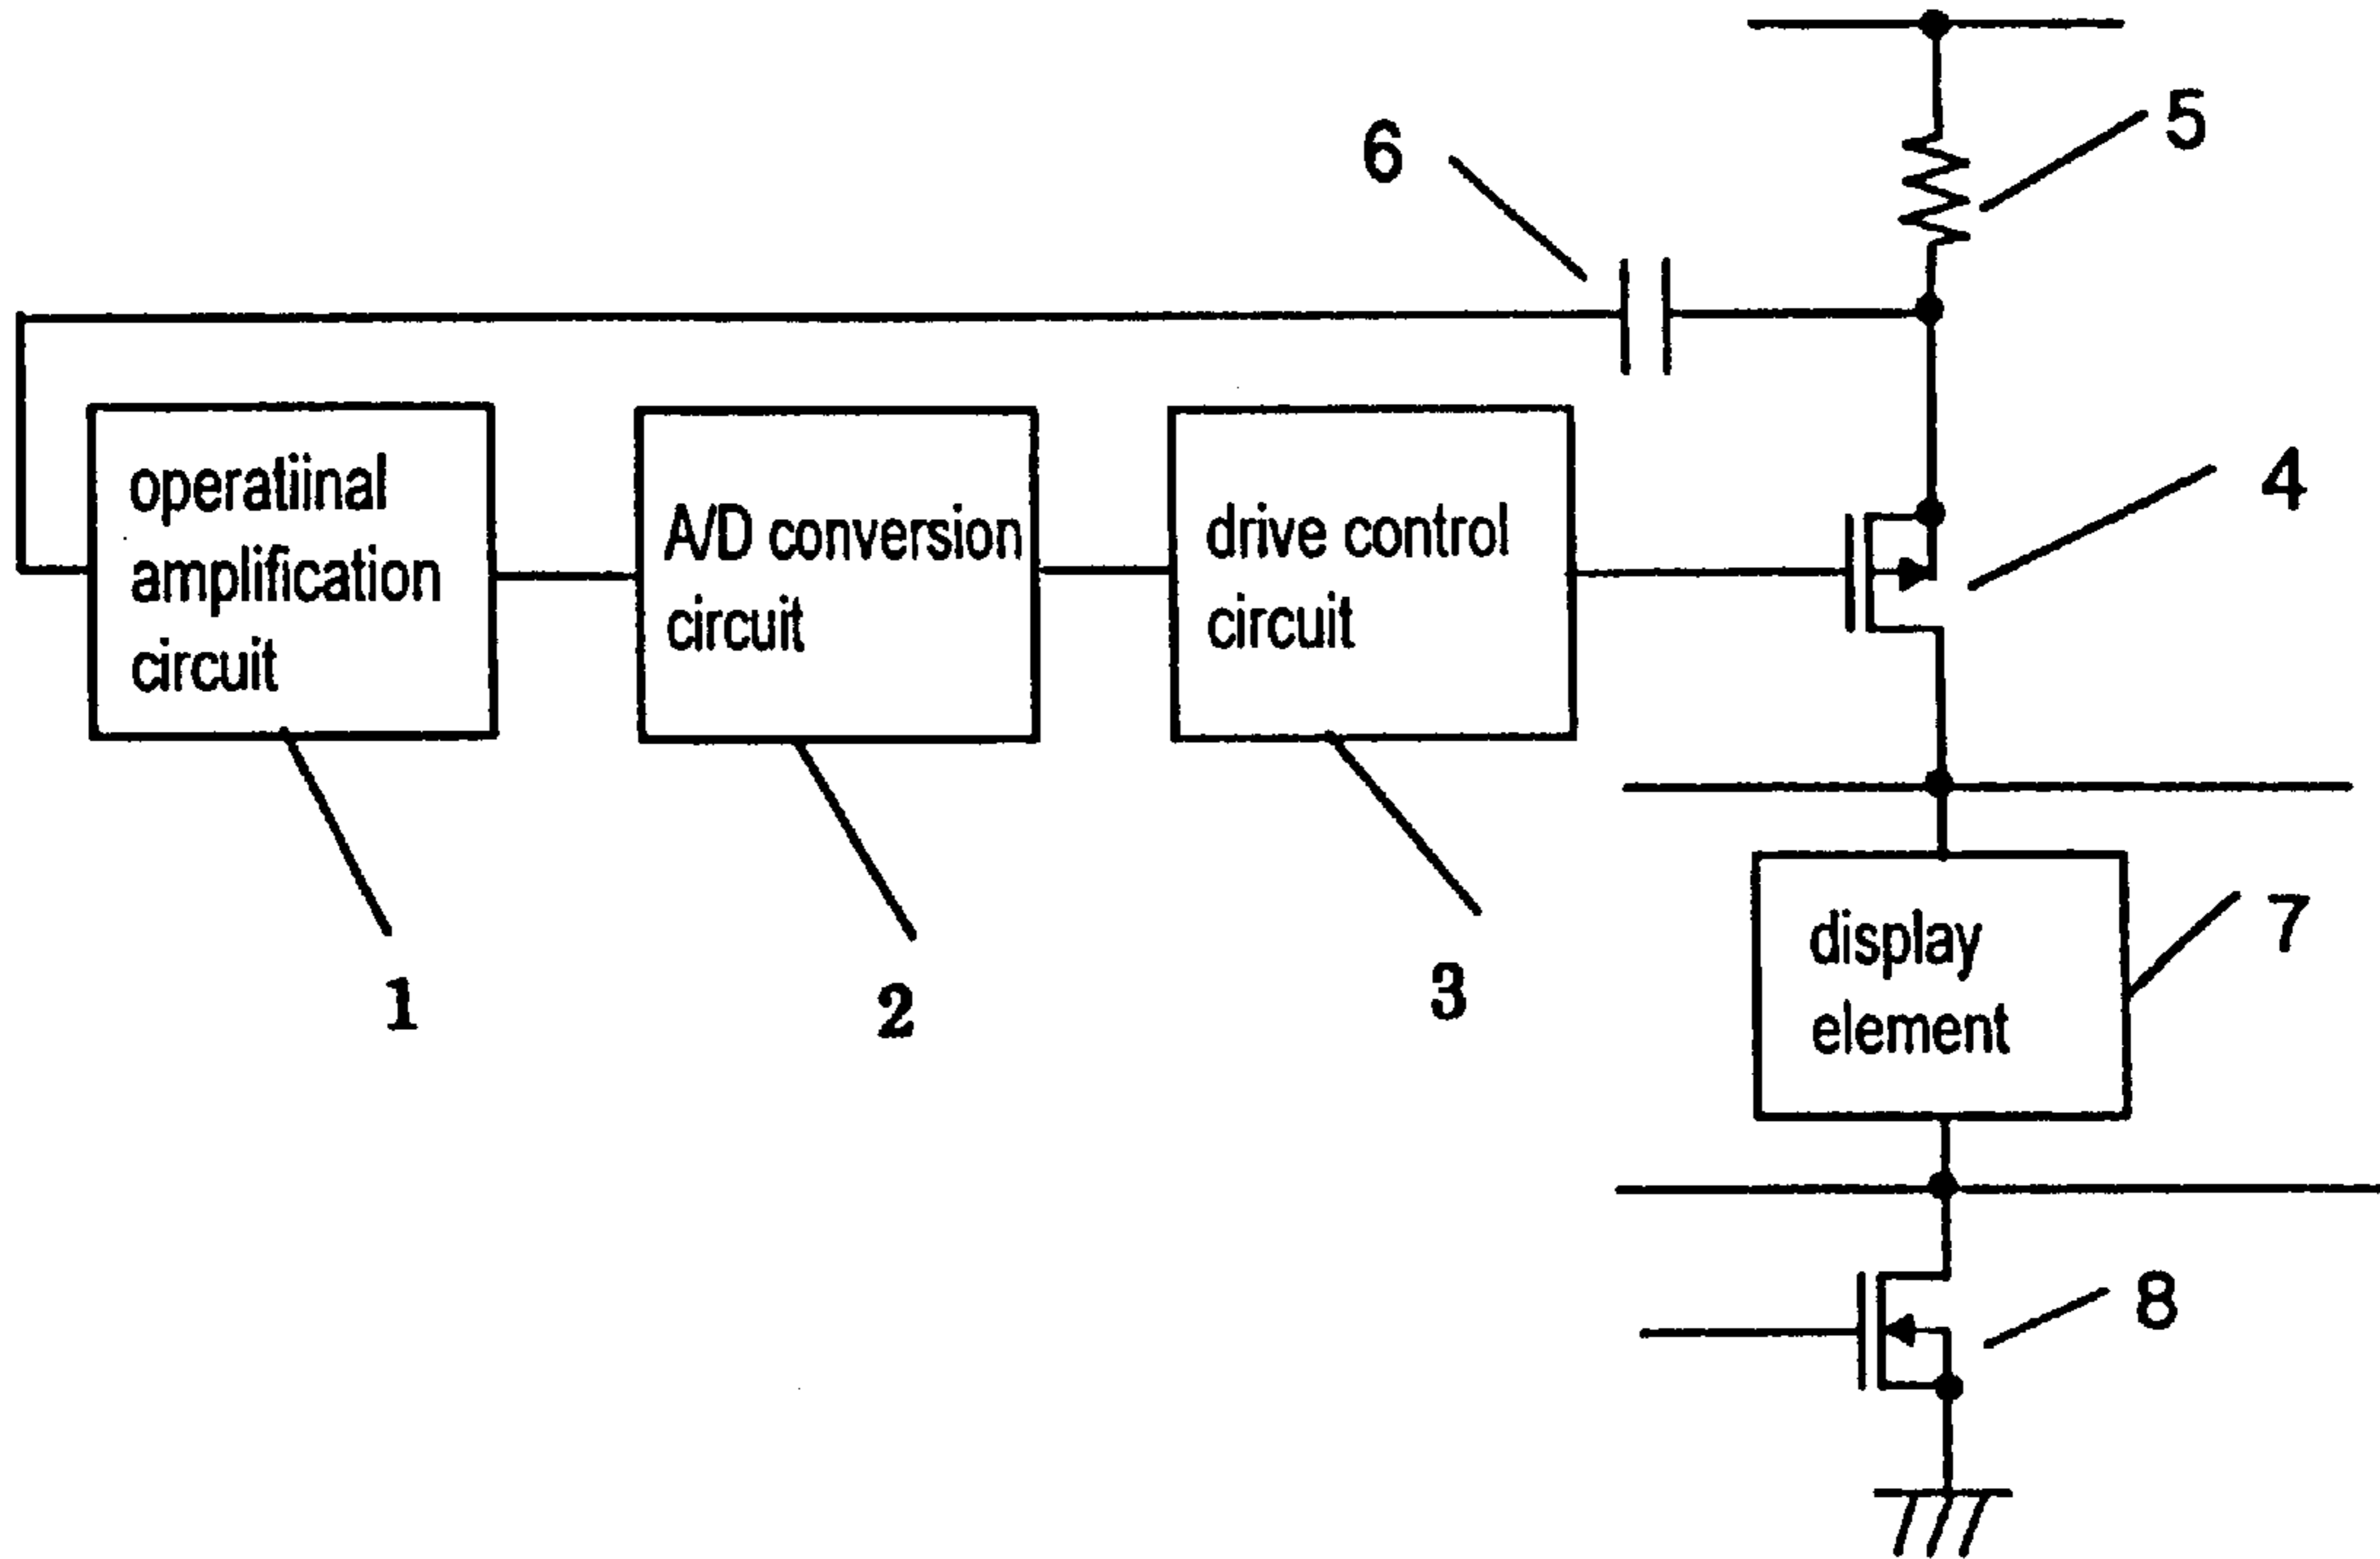 5
6
4
operatiinal
amplification
circuit
A/D conversion
circuit
drive control
circuit
1
2
3
display
element
7
8